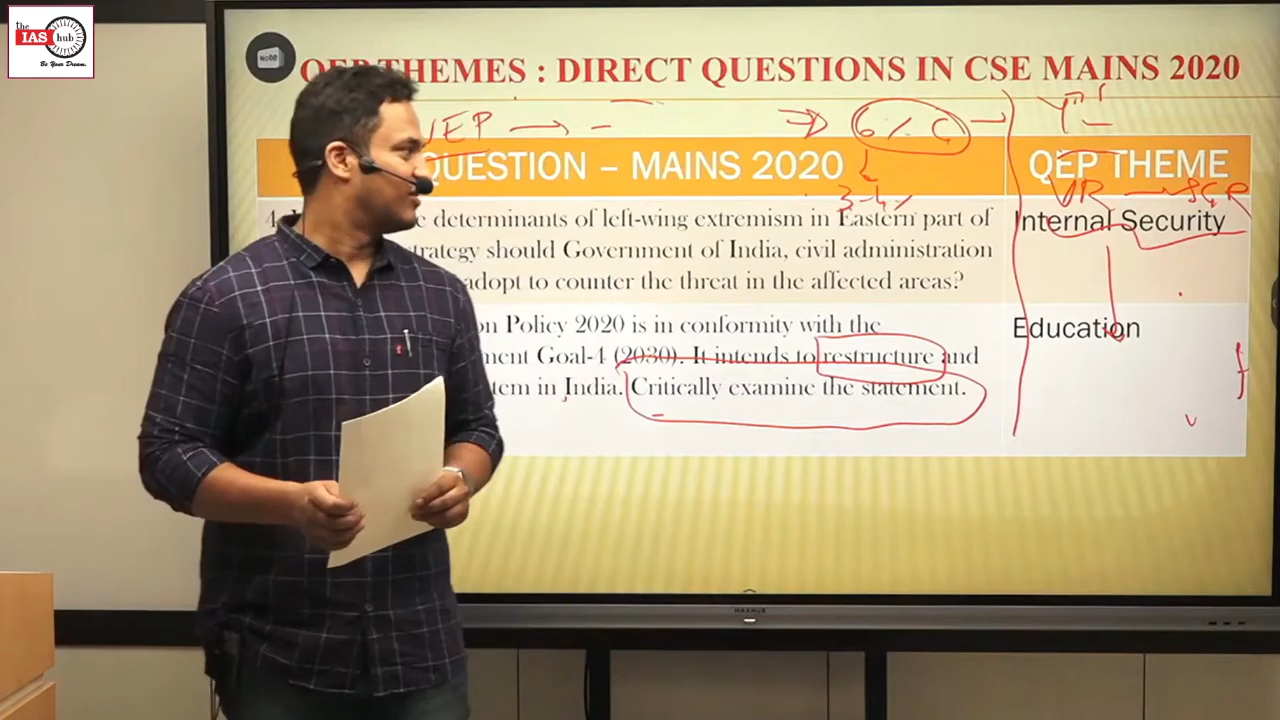 the
IAS hub
Be Your Dream.
Note
QEP THEMES : DIRECT QUESTIONS IN CSE MAINS 2020
QUESTION – MAINS 2020
QEP THEME
determinants of left-wing extremism in Eastern part of
strategy should Government of India, civil administration
adopt to counter the threat in the affected areas?
Internal Security
on Policy 2020 is in conformity with the
ment Goal-4 (2030). It intends to restructure and
tem in India. Critically examine the statement.
Education
MAXHUB